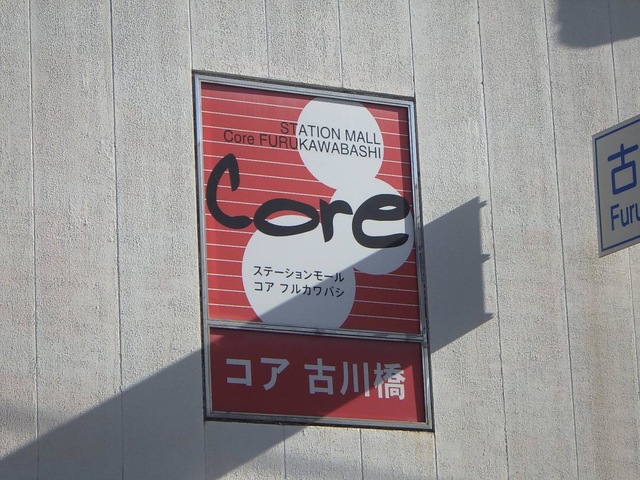 STATION MALL
Core FURUKAWABASHI
Core
ステーションモール
コア フルカワバシ
コア 古川橋
古
Furu